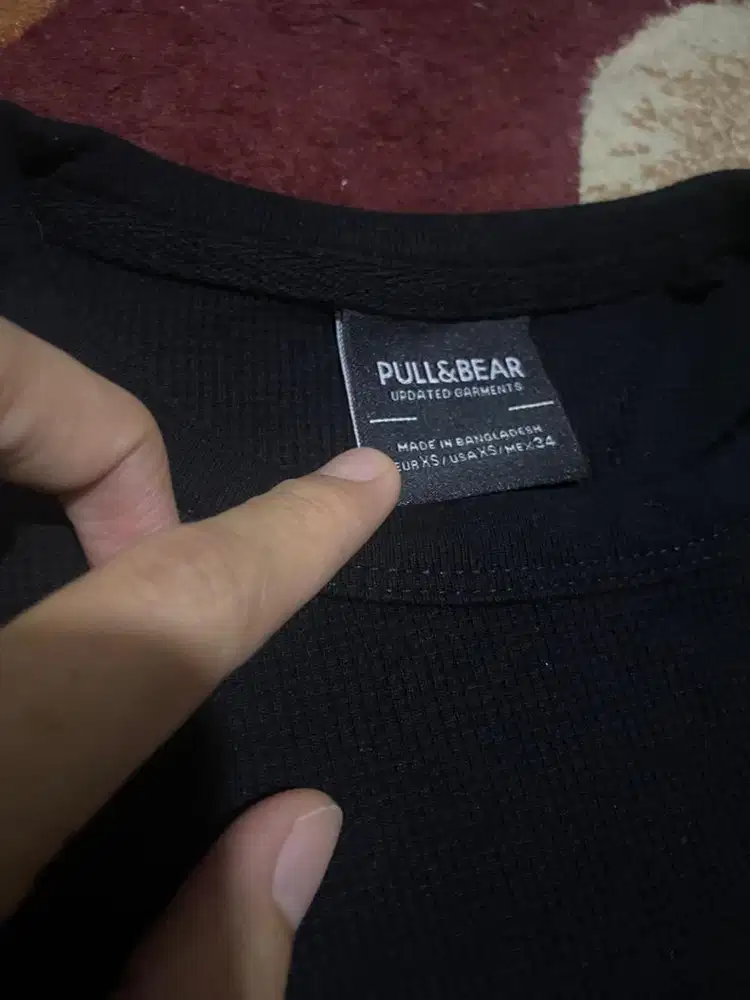 PULL&BEAR
UPDATED GARMENTS
MADE IN BANGLADESH
EUR XS / USA XS / MEX 34